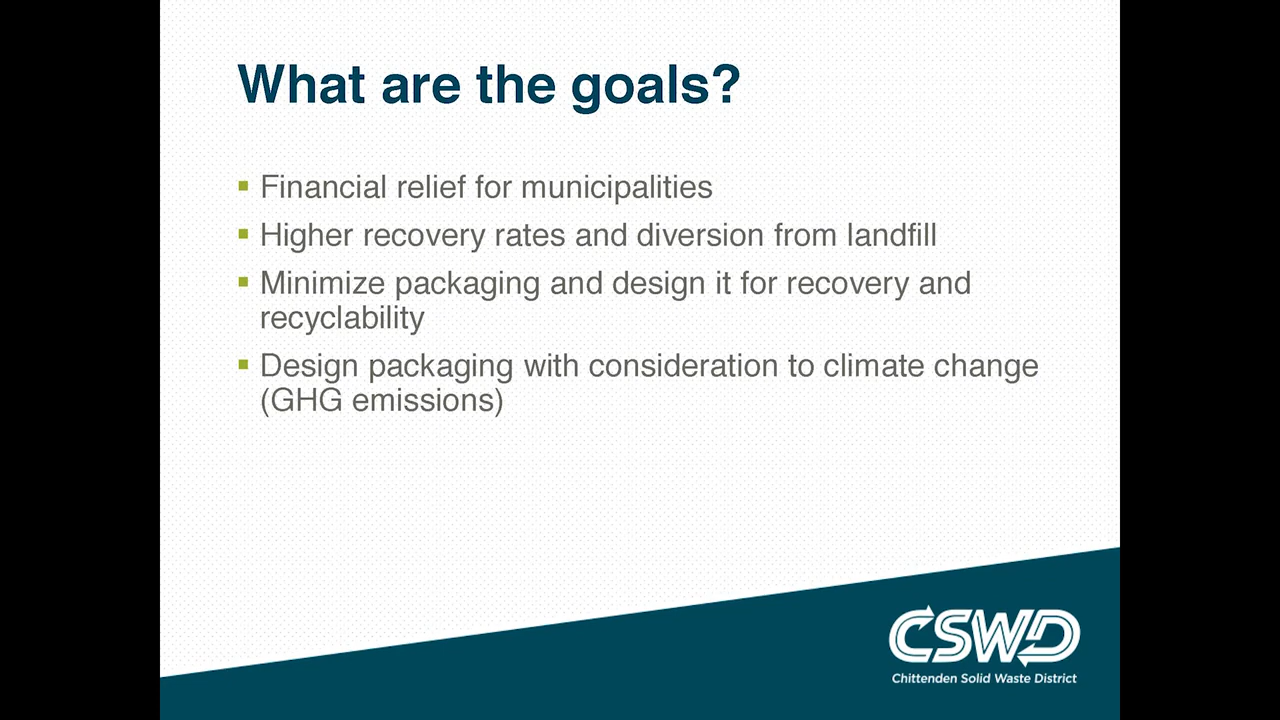 What are the goals?
▪ Financial relief for municipalities
▪ Higher recovery rates and diversion from landfill
▪ Minimize packaging and design it for recovery and
recyclability
▪ Design packaging with consideration to climate change
(GHG emissions)
CSWD
Chittenden Solid Waste District